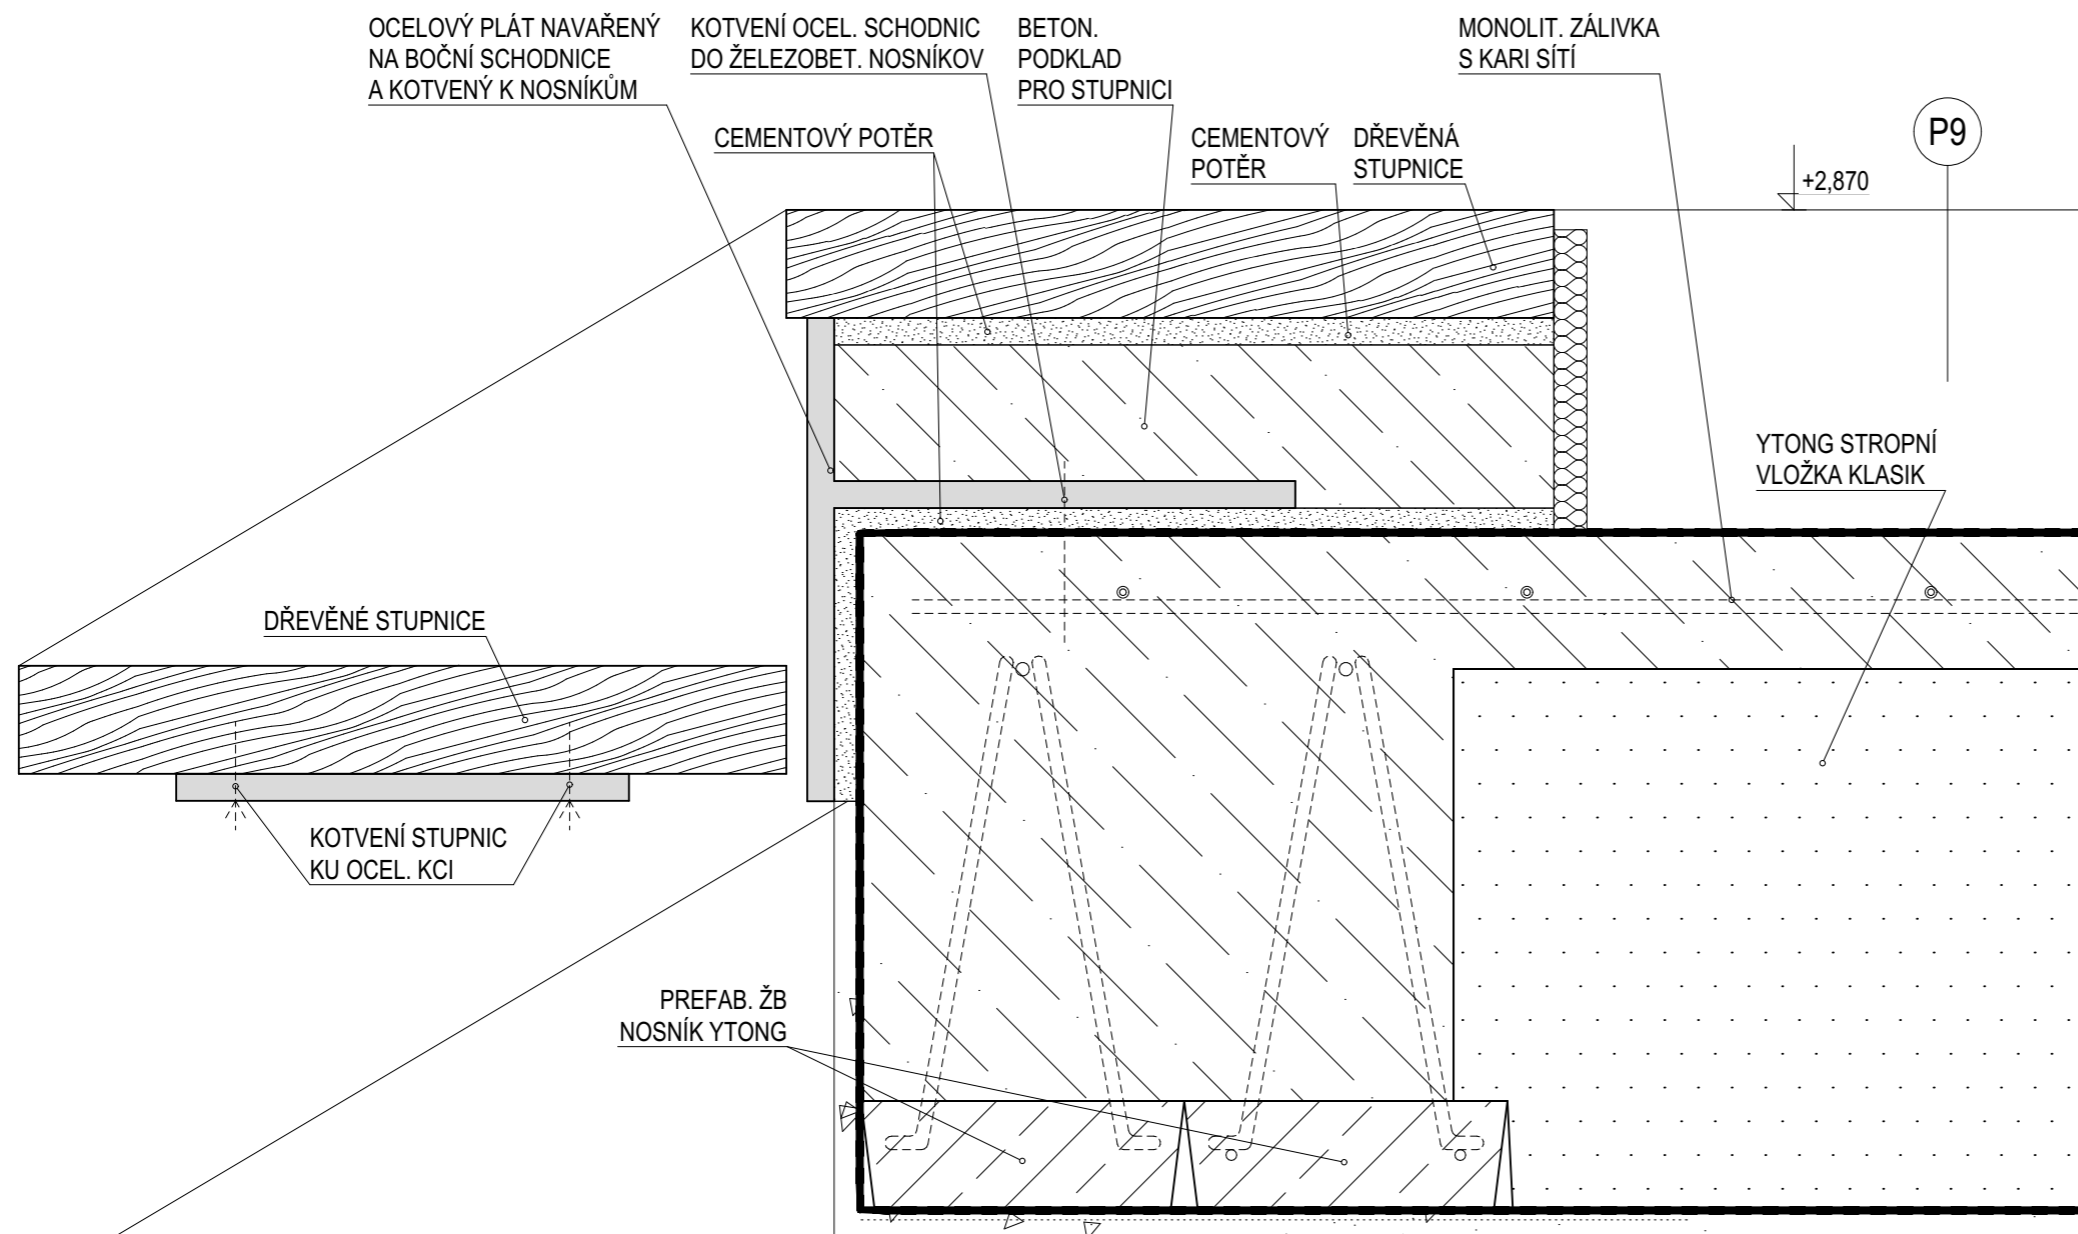 OCELOVÝ PLÁT NAVAŘENÝ
NA BOČNÍ SCHODNICE
A KOTVENÝ K NOSNÍKŮM
KOTVENÍ OCEL. SCHODNIC
DO ŽELEZOBET. NOSNÍKOV
BETON.
PODKLAD
PRO STUPNICI
MONOLIT. ZÁLIVKA
S KARI SÍTÍ
CEMENTOVÝ POTĚR
CEMENTOVÝ
POTĚR
DŘEVĚNÁ
STUPNICE
P9
+2,870
YTONG STROPNÍ
VLOŽKA KLASIK
DŘEVĚNÉ STUPNICE
KOTVENÍ STUPNIC
KU OCEL. KCI
PREFAB. ŽB
NOSNÍK YTONG